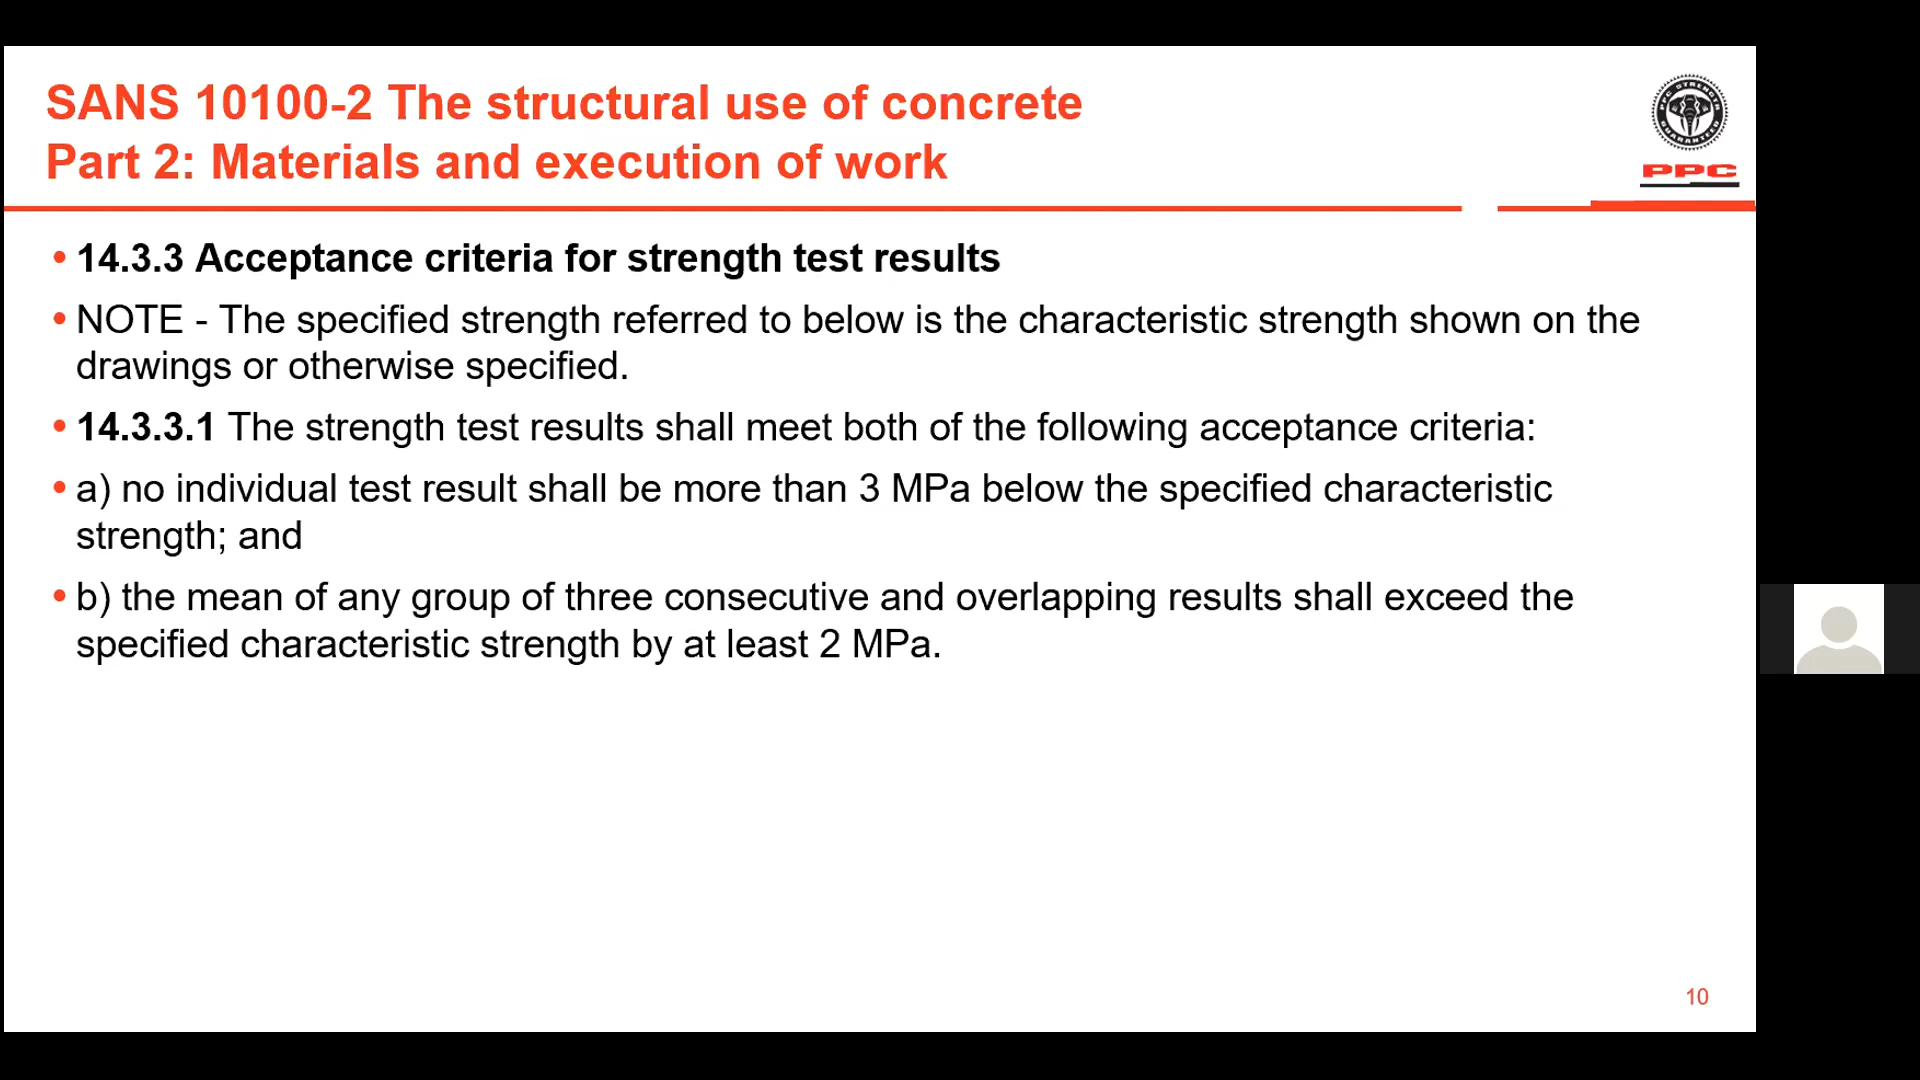 SANS 10100-2 The structural use of concrete
Part 2: Materials and execution of work
PPC STRENGTH
GUARANTEED
PPC
• 14.3.3 Acceptance criteria for strength test results
• NOTE - The specified strength referred to below is the characteristic strength shown on the
drawings or otherwise specified.
• 14.3.3.1 The strength test results shall meet both of the following acceptance criteria:
• a) no individual test result shall be more than 3 MPa below the specified characteristic
strength; and
• b) the mean of any group of three consecutive and overlapping results shall exceed the
specified characteristic strength by at least 2 MPa.
10